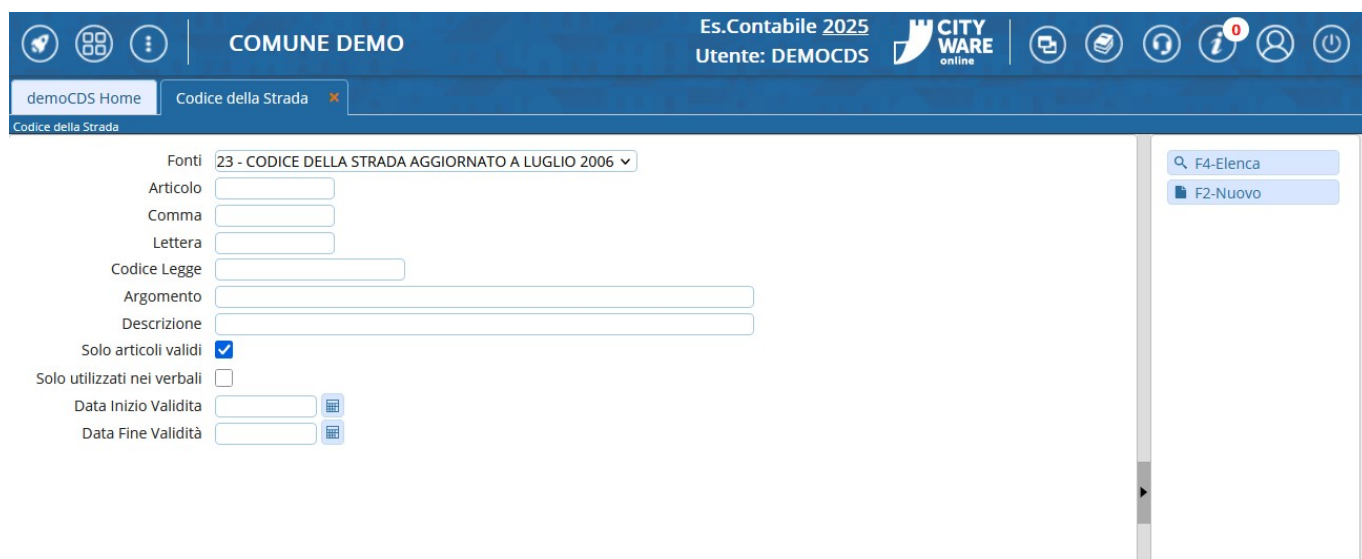 COMUNE DEMO
Es.Contabile 2025
Utente: DEMOCDS
CITY
WARE
online
0
demoCDS Home
Codice della Strada
Codice della Strada
Fonti 23 - CODICE DELLA STRADA AGGIORNATO A LUGLIO 2006
Articolo
Comma
Lettera
Codice Legge
Argomento
Descrizione
Solo articoli validi
Solo utilizzati nei verbali
Data Inizio Validita
Data Fine Validità
F4-Elenca
F2-Nuovo